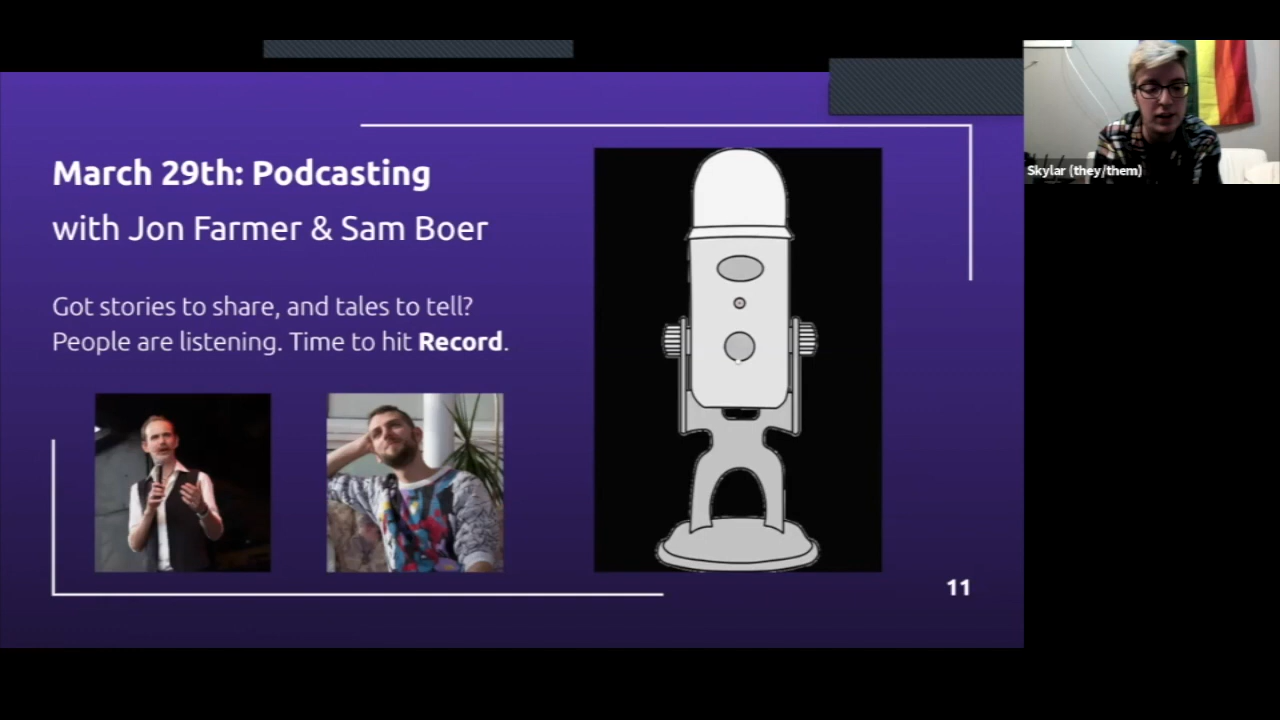 March 29th: Podcasting
with Jon Farmer & Sam Boer
Got stories to share, and tales to tell?
People are listening. Time to hit Record.
11
Skylar (they/them)